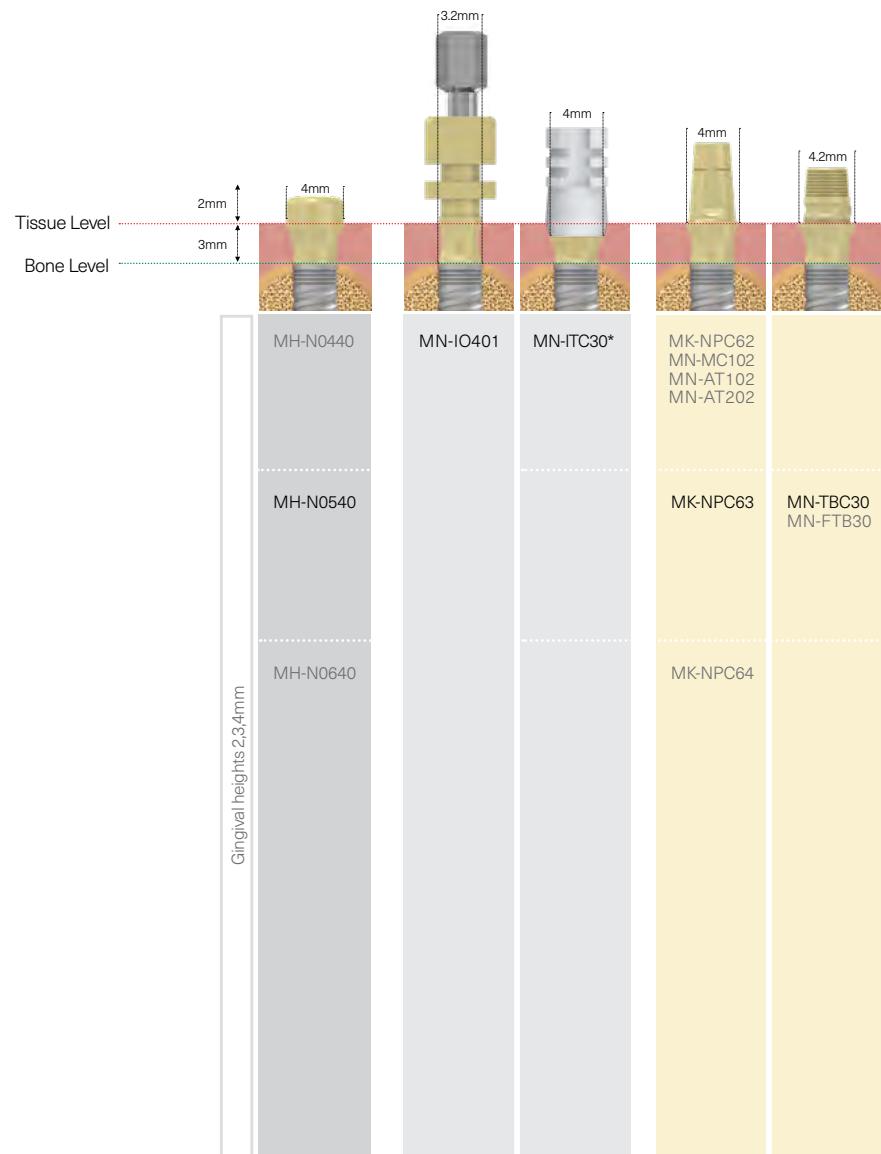 3.2mm
4mm
4mm
4.2mm
4mm
2mm
Tissue Level
3mm
Bone Level
MH-N0440
MN-IO401
MN-ITC30*
MK-NPC62
MN-MC102
MN-AT102
MN-AT202
MH-N0540
MK-NPC63
MN-TBC30
MN-FTB30
MH-N0640
MK-NPC64
Gingival heights 2,3,4mm